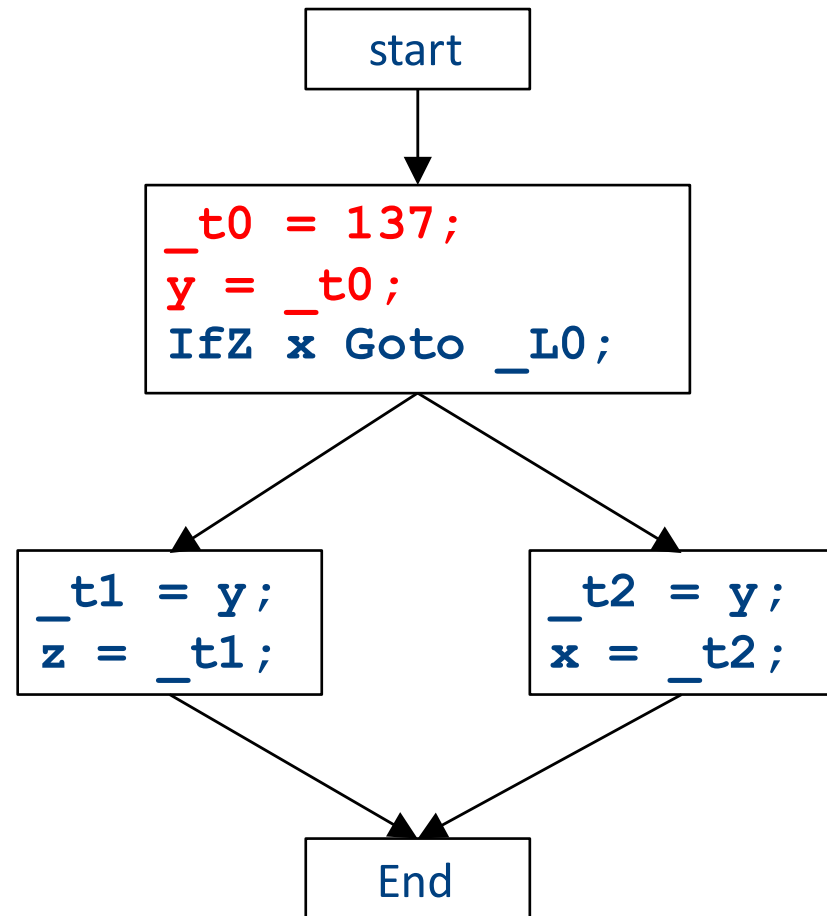 start
_t0 = 137;
y = _t0;
IfZ x Goto _L0;
_t1 = y;
z = _t1;
_t2 = y;
x = _t2;
End